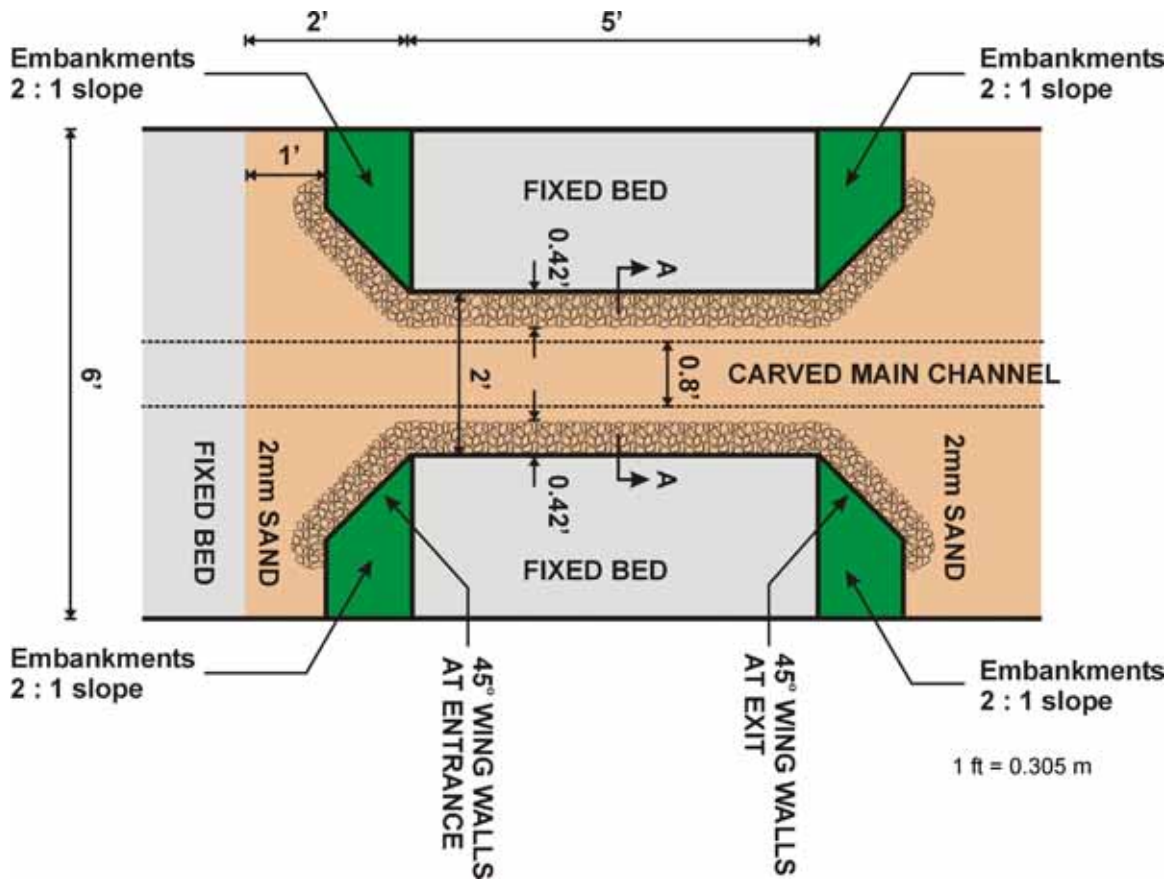 2’
5’
Embankments
2 : 1 slope
Embankments
2 : 1 slope
1’
FIXED BED
0.42’
A
6’
2’
0.8’
CARVED MAIN CHANNEL
FIXED BED
2mm SAND
0.42’
A
2mm SAND
FIXED BED
Embankments
2 : 1 slope
45° WING WALLS
AT ENTRANCE
45° WING WALLS
AT EXIT
Embankments
2 : 1 slope
1 ft = 0.305 m